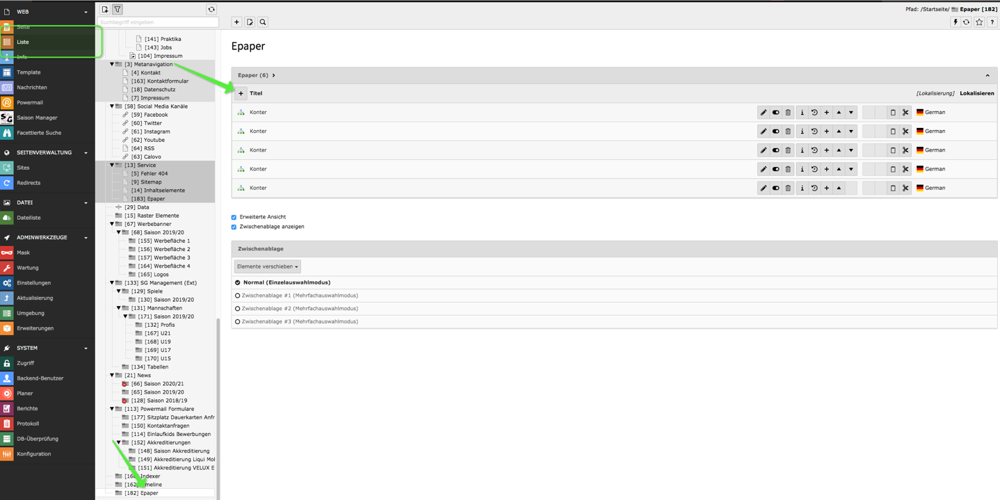 WEB
Seite
Liste
Info
Template
Nachrichten
Powermail
Saison Manager
Facettierte Suche
SEITENVERWALTUNG
Sites
Redirects
DATEI
Dateiliste
ADMINWERKZEUGE
Mask
Wartung
Einstellungen
Aktualisierung
Umgebung
Erweiterungen
SYSTEM
Zugriff
Backend-Benutzer
Planer
Berichte
Protokoll
DB-Überprüfung
Konfiguration
Suchbegriff eingeben
[141] Praktika
[143] Jobs
[104] Impressum
[3] Metanavigation
[4] Kontakt
[163] Kontaktformular
[18] Datenschutz
[7] Impressum
[58] Social Media Kanäle
[59] Facebook
[60] Twitter
[61] Instagram
[62] Youtube
[64] RSS
[63] Calovo
[13] Service
[5] Fehler 404
[9] Sitemap
[14] Inhaltselemente
[183] Epaper
[29] Data
[15] Raster Elemente
[67] Werbebanner
[68] Saison 2019/20
[155] Werbefläche 1
[156] Werbefläche 2
[157] Werbefläche 3
[164] Werbefläche 4
[165] Logos
[133] SG Management (Ext)
[129] Spiele
[130] Saison 2019/20
[131] Mannschaften
[171] Saison 2019/20
[132] Profis
[167] U21
[168] U19
[169] U17
[170] U15
[134] Tabellen
[21] News
[66] Saison 2020/21
[65] Saison 2019/20
[128] Saison 2018/19
[113] Powermail Formulare
[177] Sitzplatz Dauerkarten Anfr
[150] Kontaktanfragen
[114] Einlaufkids Bewerbungen
[152] Akkreditierungen
[148] Saison Akkreditierung
[149] Akkreditierung Liqui Mol
[151] Akkreditierung VELUX E
Indexer
[182] Epaper
Pfad: /Startseite/ Epaper [182]
Epaper
Epaper (6)
Titel [Lokalisierung] Lokalisieren
Konter German
Konter German
Konter German
Konter German
Konter German
Erweiterte Ansicht
Zwischenablage anzeigen
Zwischenablage
Elemente verschieben
Normal (Einzelauswahlmodus)
Zwischenablage #1 (Mehrfachauswahlmodus)
Zwischenablage #2 (Mehrfachauswahlmodus)
Zwischenablage #3 (Mehrfachauswahlmodus)